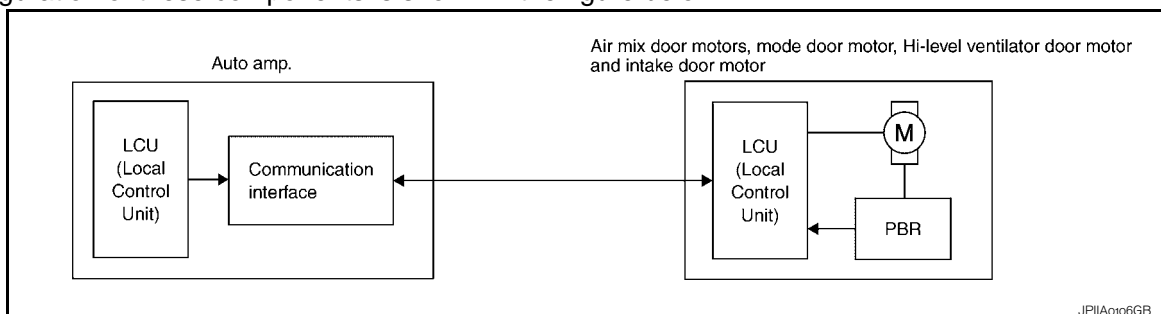 Air mix door motors, mode door motor, Hi-level ventilator door motor
and intake door motor
Auto amp.
LCU
(Local
Control
Unit)
Communication
interface
LCU
(Local
Control
Unit)
M
PBR
JPIIA0106GB